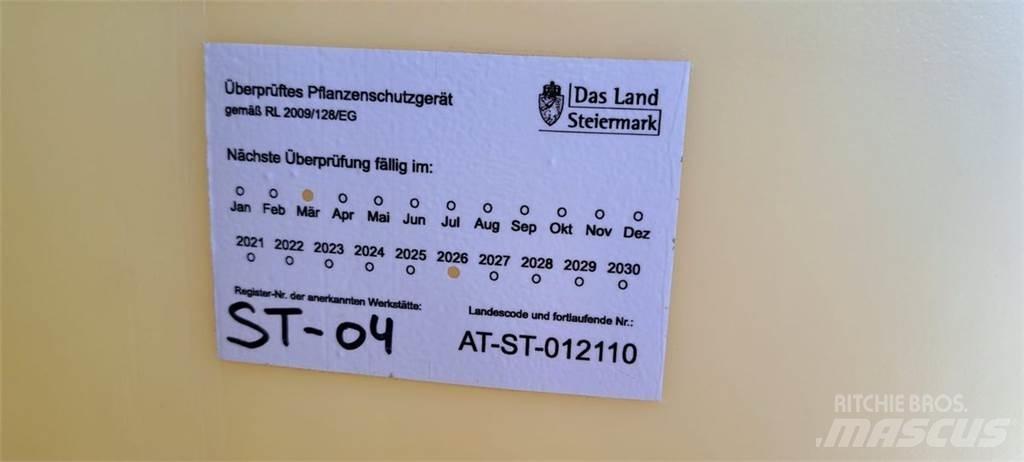 Überprüftes Pflanzenschutzgerät
gemäß RL 2009/128/EG
Das Land
Steiermark
Nächste Überprüfung fällig im:
Jan Feb Mär Apr Mai Jun Jul Aug Sep Okt Nov Dez
2021 2022 2023 2024 2025 2026 2027 2028 2029 2030
Register-Nr. der anerkannten Werkstätte:
ST-04
Landescode und fortlaufende Nr.:
AT-ST-012110
RITCHIE BROS.
MASCUS